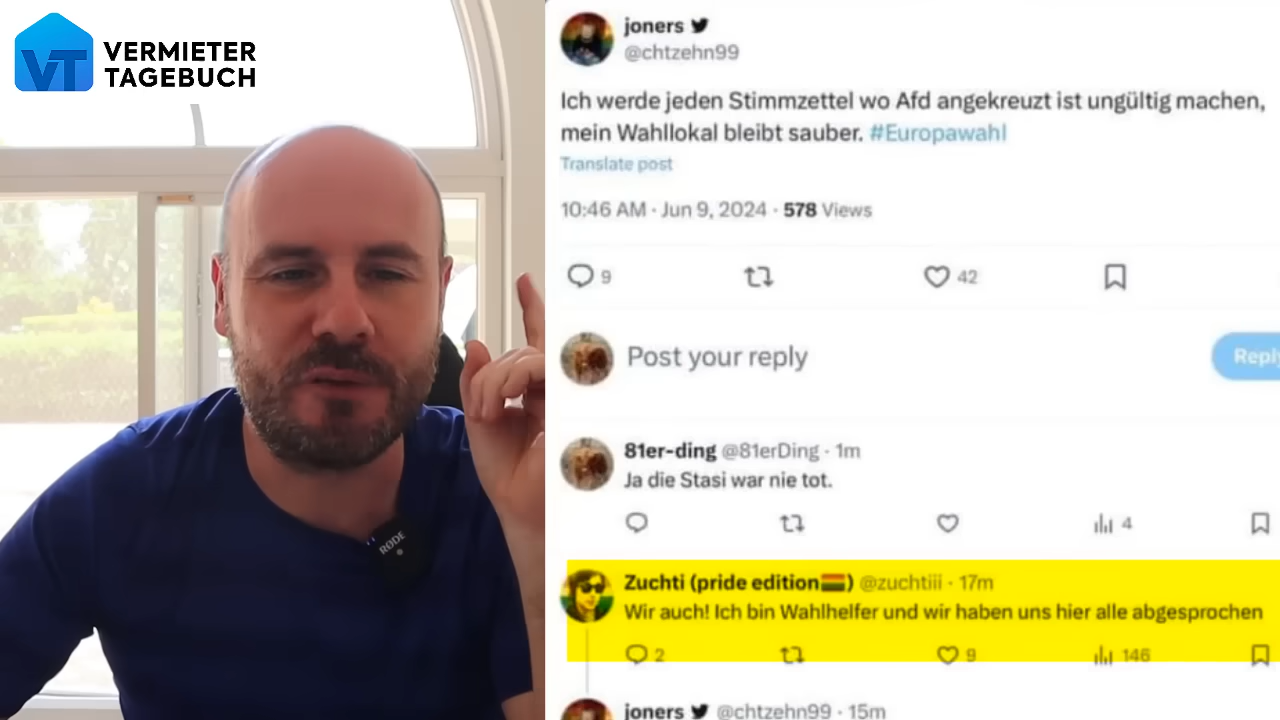 VT VERMIETER
TAGEBUCH
RØDE
joners
@chtzehn99
Ich werde jeden Stimmzettel wo Afd angekreuzt ist ungültig machen,
mein Wahllokal bleibt sauber. #Europawahl
Translate post
10:46 AM · Jun 9, 2024 · 578 Views
9
42
Post your reply
Reply
81er-ding @81erDing · 1m
Ja die Stasi war nie tot.
4
Zuchti (pride edition🏳️‍🌈) @zuchtiii · 17m
Wir auch! Ich bin Wahlhelfer und wir haben uns hier alle abgesprochen
2
9
146
joners @chtzehn99 · 15m